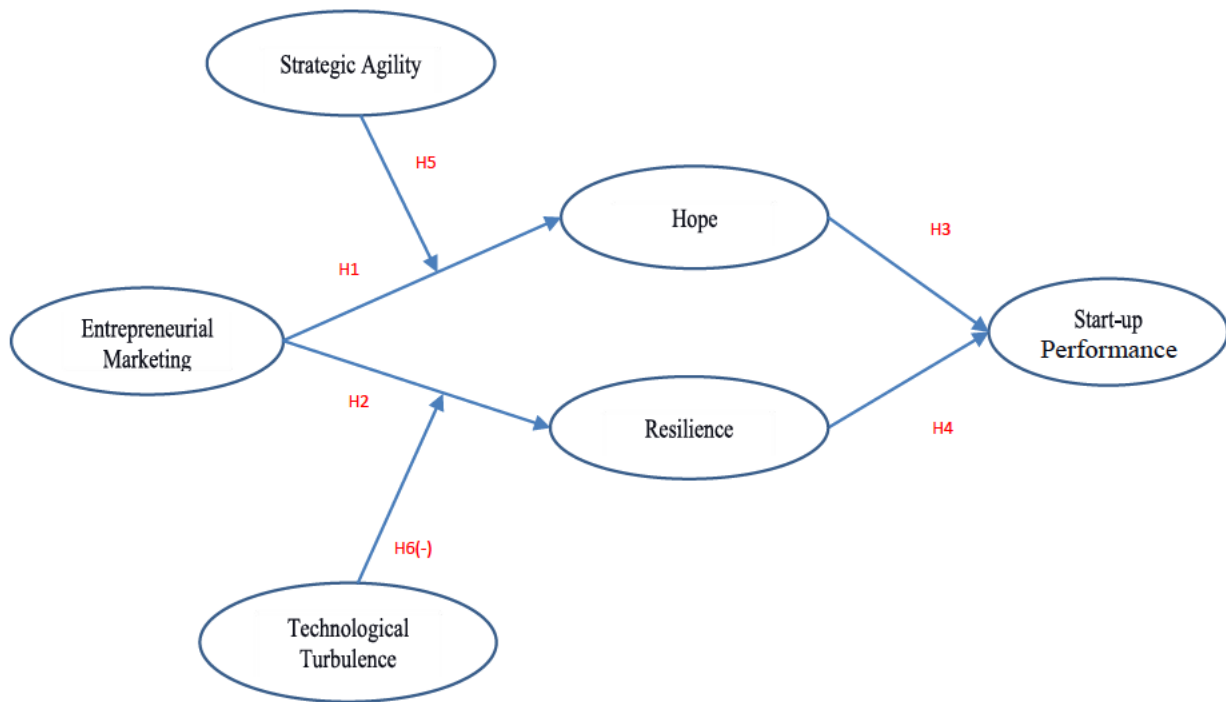 Strategic Agility
H5
Hope
H3
H1
Entrepreneurial
Marketing
Start-up
Performance
H2
Resilience
H4
H6(-)
Technological
Turbulence